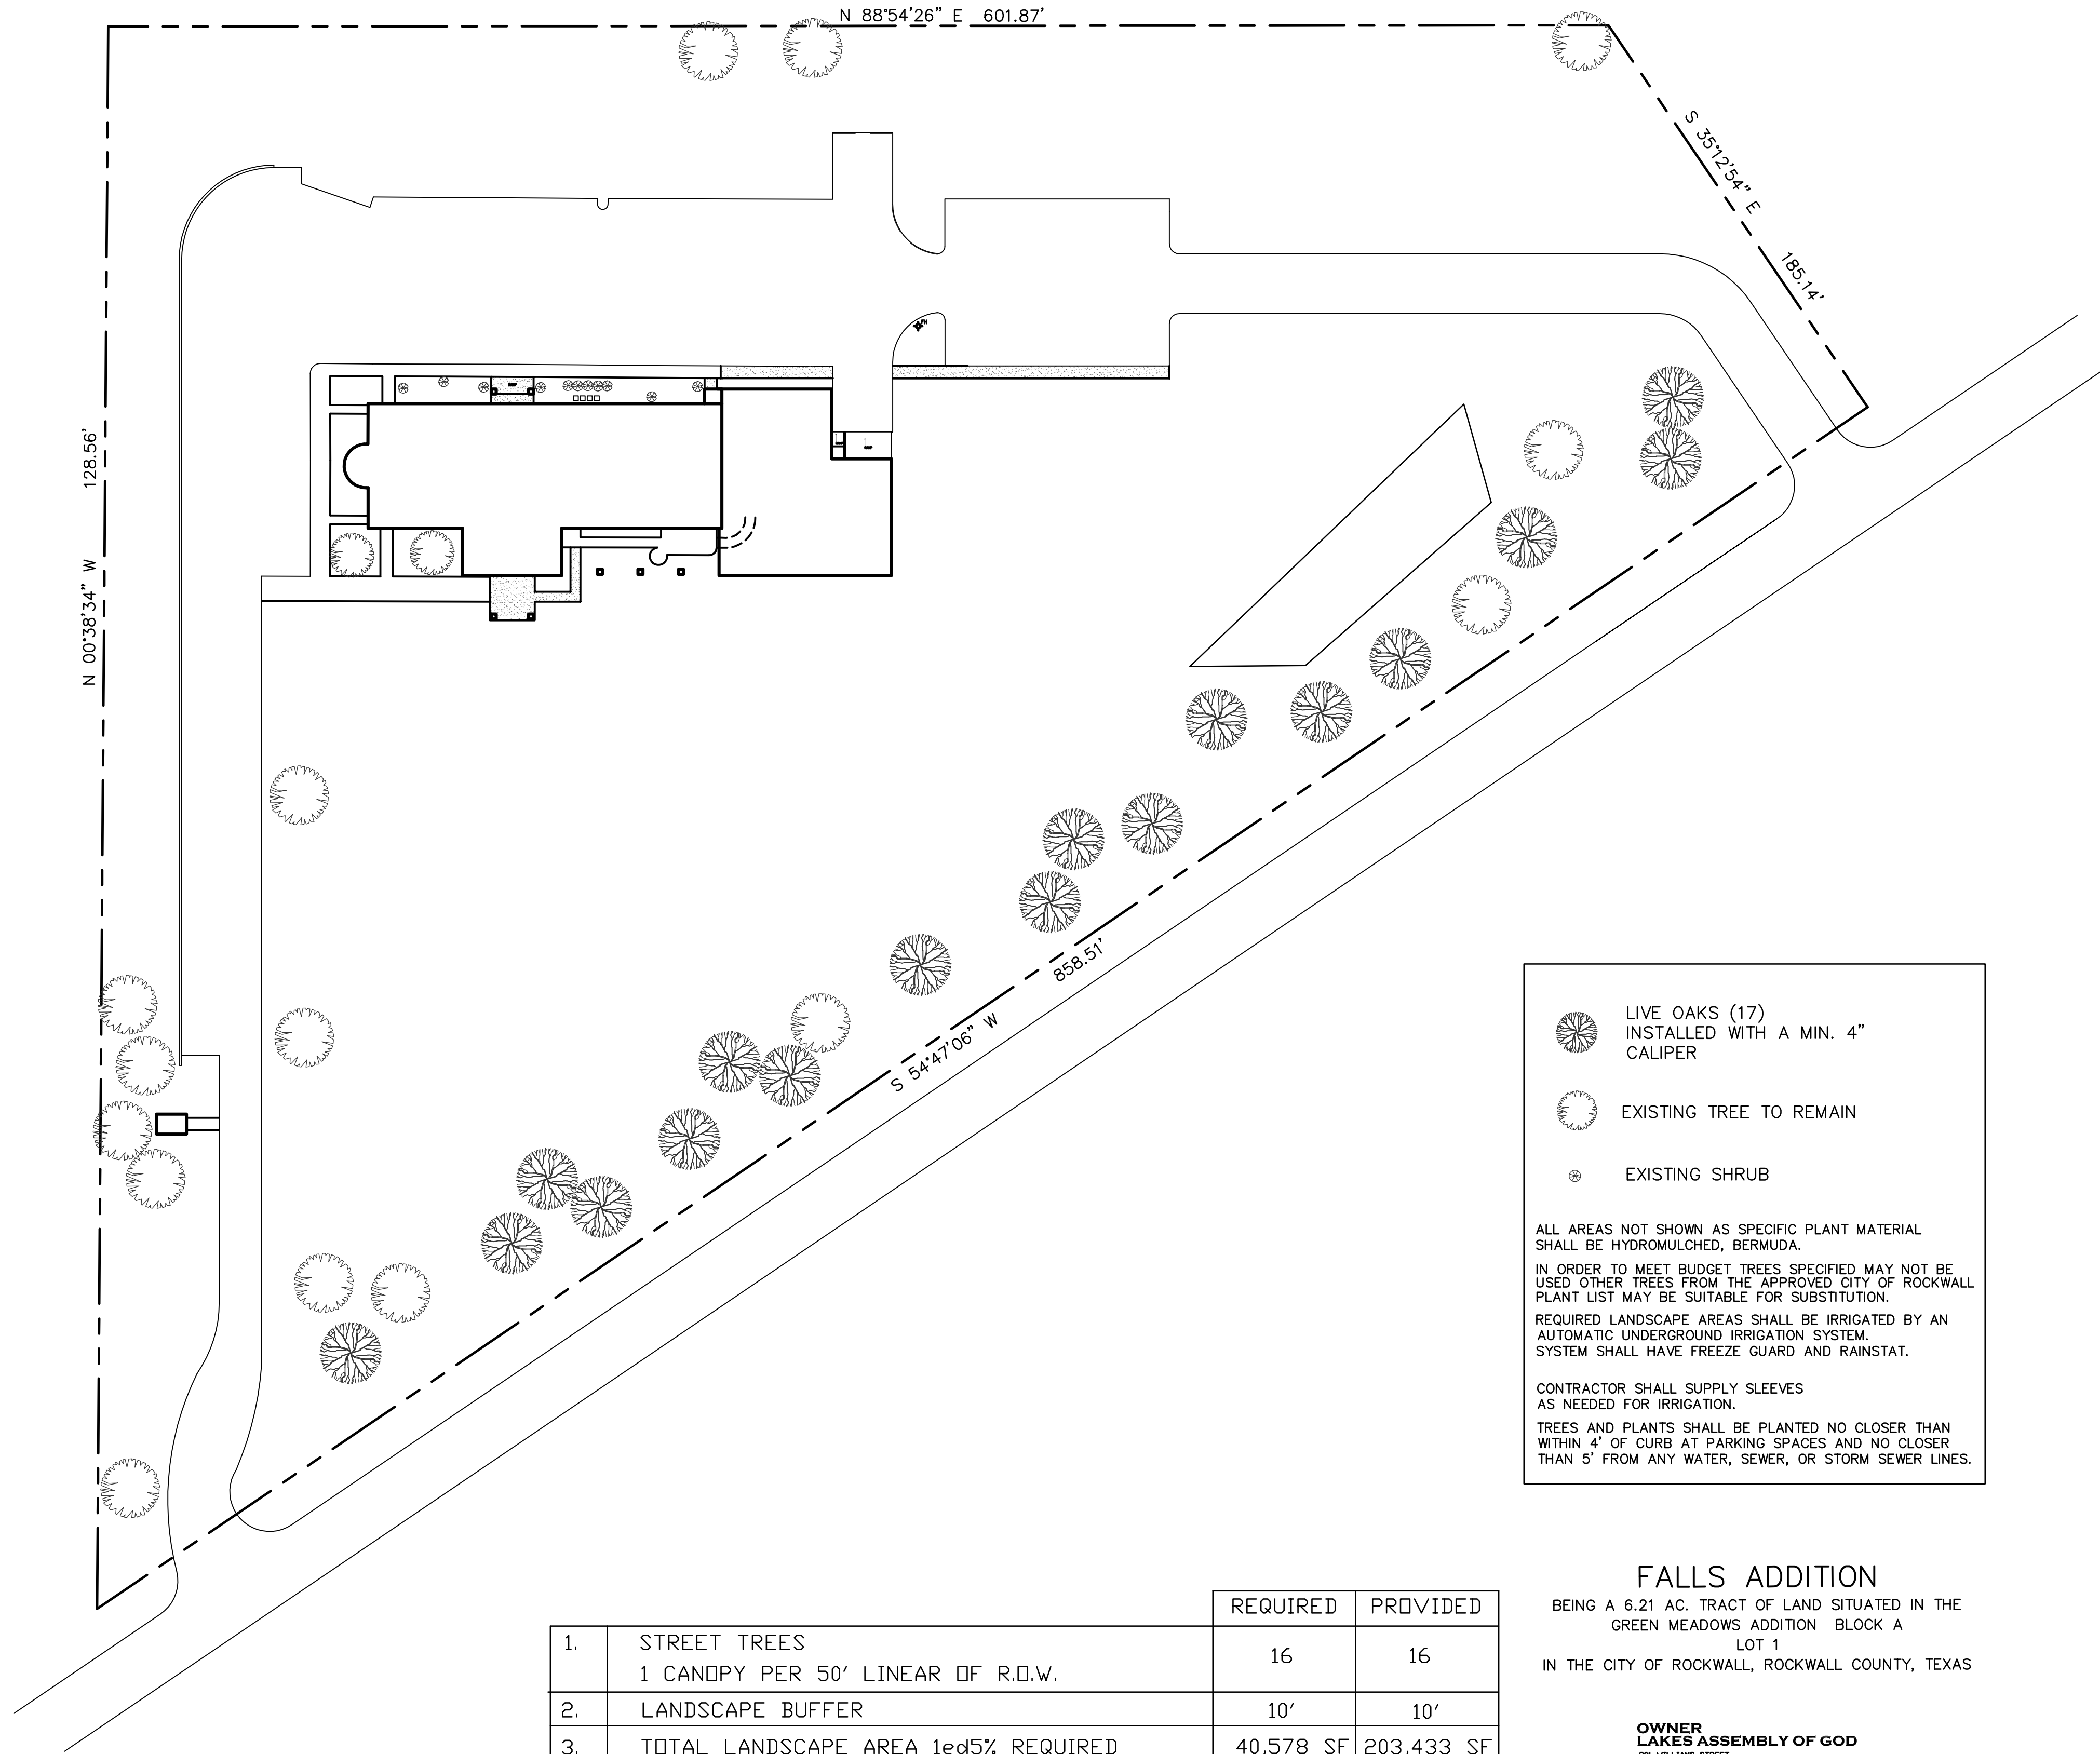 N 88°54'26" E 601.87'
S 35°12'54" E
185.14'
N 00°38'34" W 128.56'
FH
S 54°47'06" W
858.51'
LIVE OAKS (17)
INSTALLED WITH A MIN. 4"
CALIPER
EXISTING TREE TO REMAIN
EXISTING SHRUB
ALL AREAS NOT SHOWN AS SPECIFIC PLANT MATERIAL
SHALL BE HYDROMULCHED, BERMUDA.
IN ORDER TO MEET BUDGET TREES SPECIFIED MAY NOT BE
USED OTHER TREES FROM THE APPROVED CITY OF ROCKWALL
PLANT LIST MAY BE SUITABLE FOR SUBSTITUTION.
REQUIRED LANDSCAPE AREAS SHALL BE IRRIGATED BY AN
AUTOMATIC UNDERGROUND IRRIGATION SYSTEM.
SYSTEM SHALL HAVE FREEZE GUARD AND RAINSTAT.
CONTRACTOR SHALL SUPPLY SLEEVES
AS NEEDED FOR IRRIGATION.
TREES AND PLANTS SHALL BE PLANTED NO CLOSER THAN
WITHIN 4' OF CURB AT PARKING SPACES AND NO CLOSER
THAN 5' FROM ANY WATER, SEWER, OR STORM SEWER LINES.
REQUIRED PROVIDED
1. STREET TREES 16 16
1 CANOPY PER 50' LINEAR OF R.O.W.
2. LANDSCAPE BUFFER 10' 10'
3. TOTAL LANDSCAPE AREA 1ed5% REQUIRED 40,578 SF 203,433 SF
FALLS ADDITION
BEING A 6.21 AC. TRACT OF LAND SITUATED IN THE
GREEN MEADOWS ADDITION BLOCK A
LOT 1
IN THE CITY OF ROCKWALL, ROCKWALL COUNTY, TEXAS
OWNER
LAKES ASSEMBLY OF GOD
WILLIAMS STREET